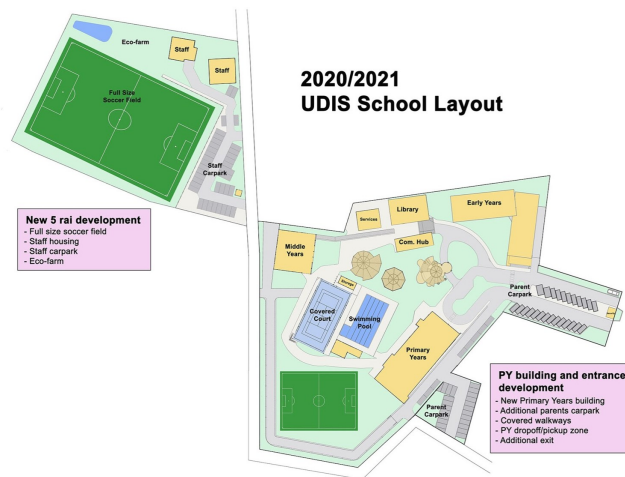 2020/2021
UDIS School Layout
Eco-farm
Staff
Staff
Full Size
Soccer Field
Staff
Carpark
New 5 rai development
- Full size soccer field
- Staff housing
- Staff carpark
- Eco-farm
Early Years
Library
Services
Com. Hub
Middle
Years
Storage
Covered
Court
Swimming
Pool
Parent
Carpark
Primary
Years
Parent
Carpark
PY building and entrance
development
- New Primary Years building
- Additional parents carpark
- Covered walkways
- PY dropoff/pickup zone
- Additional exit